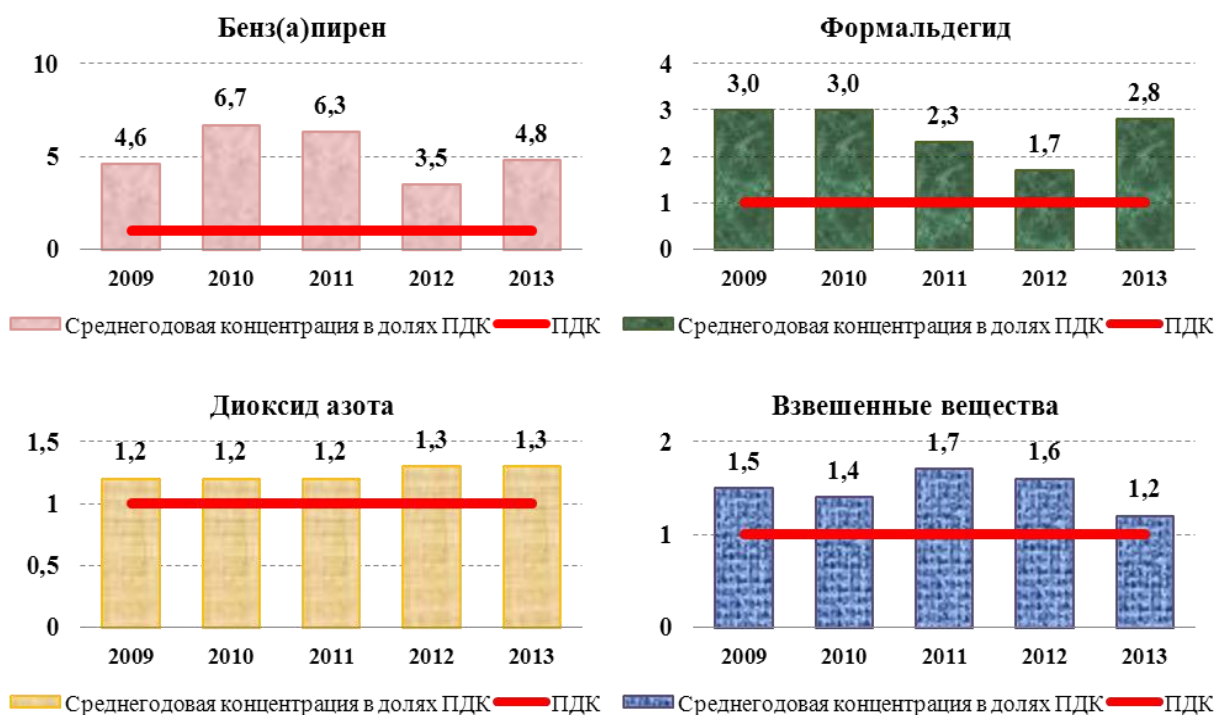 Бенз(а)пирен
10
5
0
4,6
6,7
6,3
3,5
4,8
2009 2010 2011 2012 2013
Среднегодовая концентрация в долях ПДК ПДК
Формальдегид
4
3
2
1
0
3,0
3,0
2,3
1,7
2,8
2009 2010 2011 2012 2013
Среднегодовая концентрация в долях ПДК ПДК
Диоксид азота
1,5
1
0,5
0
1,2
1,2
1,2
1,3
1,3
2009 2010 2011 2012 2013
Среднегодовая концентрация в долях ПДК ПДК
Взвешенные вещества
2
1
0
1,5
1,4
1,7
1,6
1,2
2009 2010 2011 2012 2013
Среднегодовая концентрация в долях ПДК ПДК